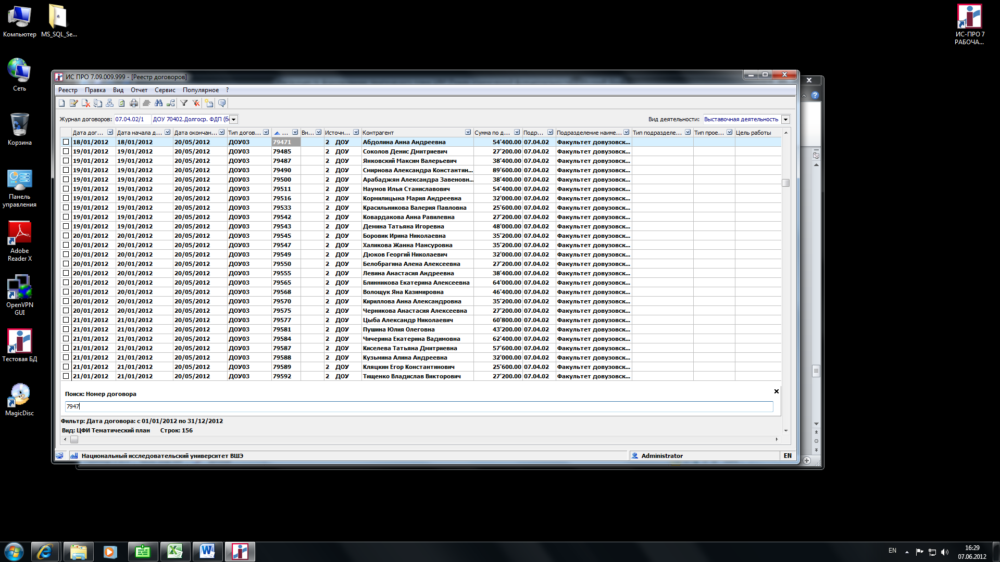 Компьютер
MS_SQL_Se...
ИС-ПРО 7
РАБОЧА...
Сеть
Корзина
Панель
управления
Adobe
Reader X
OpenVPN
GUI
Тестовая БД
MagicDisc
ИС ПРО 7.09.009.999 - [Реестр договоров]
Реестр Правка Вид Отчет Сервис Популярное ?
Журнал договоров: 07.04.02/1 ДОУ 70402.Долгоср. ФДП (б Вид деятельности: Выставочная деятельность
Дата дог... Дата начала д... Дата окончан... Тип догов... ... Вн... Источн... Контрагент Сумма по д... Подр... Подразделение наиме... Тип подразделе... Тип прое... Цель работы
18/01/2012 18/01/2012 20/05/2012 ДОУ03 79471 2 ДОУ Абдолина Анна Андреевна 54'400.00 07.04.02 Факультет довузовск...
19/01/2012 19/01/2012 20/05/2012 ДОУ03 79485 2 ДОУ Соколов Денис Дмитриевич 27'200.00 07.04.02 Факультет довузовск...
19/01/2012 19/01/2012 20/05/2012 ДОУ03 79487 2 ДОУ Янковский Максим Валерьевич 38'400.00 07.04.02 Факультет довузовск...
19/01/2012 19/01/2012 20/05/2012 ДОУ03 79490 2 ДОУ Смирнова Александра Константин... 89'600.00 07.04.02 Факультет довузовск...
19/01/2012 19/01/2012 20/05/2012 ДОУ03 79500 2 ДОУ Арабаджян Александра Завеновн... 38'400.00 07.04.02 Факультет довузовск...
19/01/2012 19/01/2012 20/05/2012 ДОУ03 79511 2 ДОУ Наумов Илья Станиславович 54'400.00 07.04.02 Факультет довузовск...
19/01/2012 19/01/2012 20/05/2012 ДОУ03 79516 2 ДОУ Кормилицына Мария Андреевна 32'000.00 07.04.02 Факультет довузовск...
19/01/2012 19/01/2012 20/05/2012 ДОУ03 79533 2 ДОУ Красильникова Валерия Павловна 25'600.00 07.04.02 Факультет довузовск...
19/01/2012 19/01/2012 20/05/2012 ДОУ03 79542 2 ДОУ Ковардакова Анна Равилевна 27'200.00 07.04.02 Факультет довузовск...
19/01/2012 19/01/2012 20/05/2012 ДОУ03 79543 2 ДОУ Демина Татьяна Игоревна 48'000.00 07.04.02 Факультет довузовск...
20/01/2012 20/01/2012 20/05/2012 ДОУ03 79545 2 ДОУ Боровик Ирина Николаевна 35'200.00 07.04.02 Факультет довузовск...
20/01/2012 20/01/2012 20/05/2012 ДОУ03 79547 2 ДОУ Халикова Жанна Мансуровна 35'200.00 07.04.02 Факультет довузовск...
20/01/2012 20/01/2012 20/05/2012 ДОУ03 79549 2 ДОУ Дюков Георгий Николаевич 32'000.00 07.04.02 Факультет довузовск...
20/01/2012 20/01/2012 20/05/2012 ДОУ03 79550 2 ДОУ Белобрагина Алена Алексеевна 27'200.00 07.04.02 Факультет довузовск...
20/01/2012 20/01/2012 20/05/2012 ДОУ03 79555 2 ДОУ Левина Анастасия Андреевна 38'400.00 07.04.02 Факультет довузовск...
20/01/2012 20/01/2012 20/05/2012 ДОУ03 79565 2 ДОУ Блинникова Екатерина Алексеевна 64'000.00 07.04.02 Факультет довузовск...
20/01/2012 20/01/2012 20/05/2012 ДОУ03 79568 2 ДОУ Волощук Яна Казимировна 46'400.00 07.04.02 Факультет довузовск...
20/01/2012 20/01/2012 20/05/2012 ДОУ03 79570 2 ДОУ Кириллова Анна Александровна 35'200.00 07.04.02 Факультет довузовск...
20/01/2012 20/01/2012 20/05/2012 ДОУ03 79575 2 ДОУ Черникова Анастасия Алексеевна 27'200.00 07.04.02 Факультет довузовск...
21/01/2012 21/01/2012 20/05/2012 ДОУ03 79577 2 ДОУ Цыба Александр Николаевич 60'800.00 07.04.02 Факультет довузовск...
21/01/2012 21/01/2012 20/05/2012 ДОУ03 79581 2 ДОУ Пушина Юлия Олеговна 43'200.00 07.04.02 Факультет довузовск...
21/01/2012 21/01/2012 20/05/2012 ДОУ03 79584 2 ДОУ Чичерина Екатерина Вадимовна 62'400.00 07.04.02 Факультет довузовск...
21/01/2012 21/01/2012 20/05/2012 ДОУ03 79587 2 ДОУ Киселева Татьяна Дмитриевна 57'600.00 07.04.02 Факультет довузовск...
21/01/2012 21/01/2012 20/05/2012 ДОУ03 79588 2 ДОУ Кузьмина Алина Андреевна 32'000.00 07.04.02 Факультет довузовск...
21/01/2012 21/01/2012 20/05/2012 ДОУ03 79589 2 ДОУ Кляцкин Егор Константинович 25'600.00 07.04.02 Факультет довузовск...
21/01/2012 21/01/2012 20/05/2012 ДОУ03 79592 2 ДОУ Тищенко Владислав Викторович 27'200.00 07.04.02 Факультет довузовск...
Поиск: Номер договора
7947
Фильтр: Дата договора: с 01/01/2012 по 31/12/2012
Вид: ЦФИ Тематический план Строк: 156
Национальный исследовательский университет ВШЭ Administrator EN
EN 16:29
07.06.2012